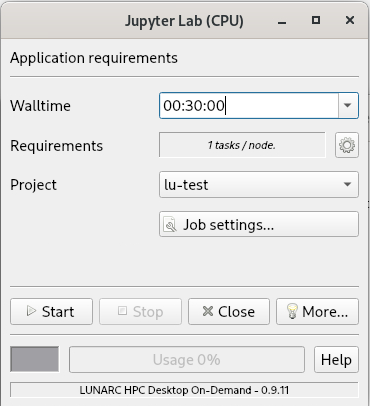 Jupyter Lab (CPU)
Application requirements
Walltime 00:30:00
Requirements 1 tasks / node.
Project lu-test
Job settings...
Start Stop Close More...
Usage 0% Help
LUNARC HPC Desktop On-Demand - 0.9.11